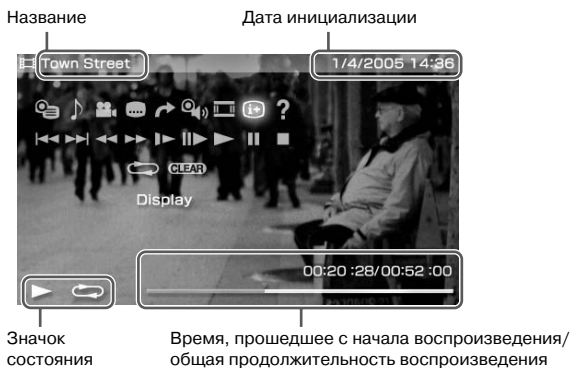 Название
Дата инициализации
Town Street
1/4/2005 14:36
i+ ?
CLEAR
Display
00:20:28/00:52:00
Значок
состояния
Время, прошедшее с начала воспроизведения/
общая продолжительность воспроизведения